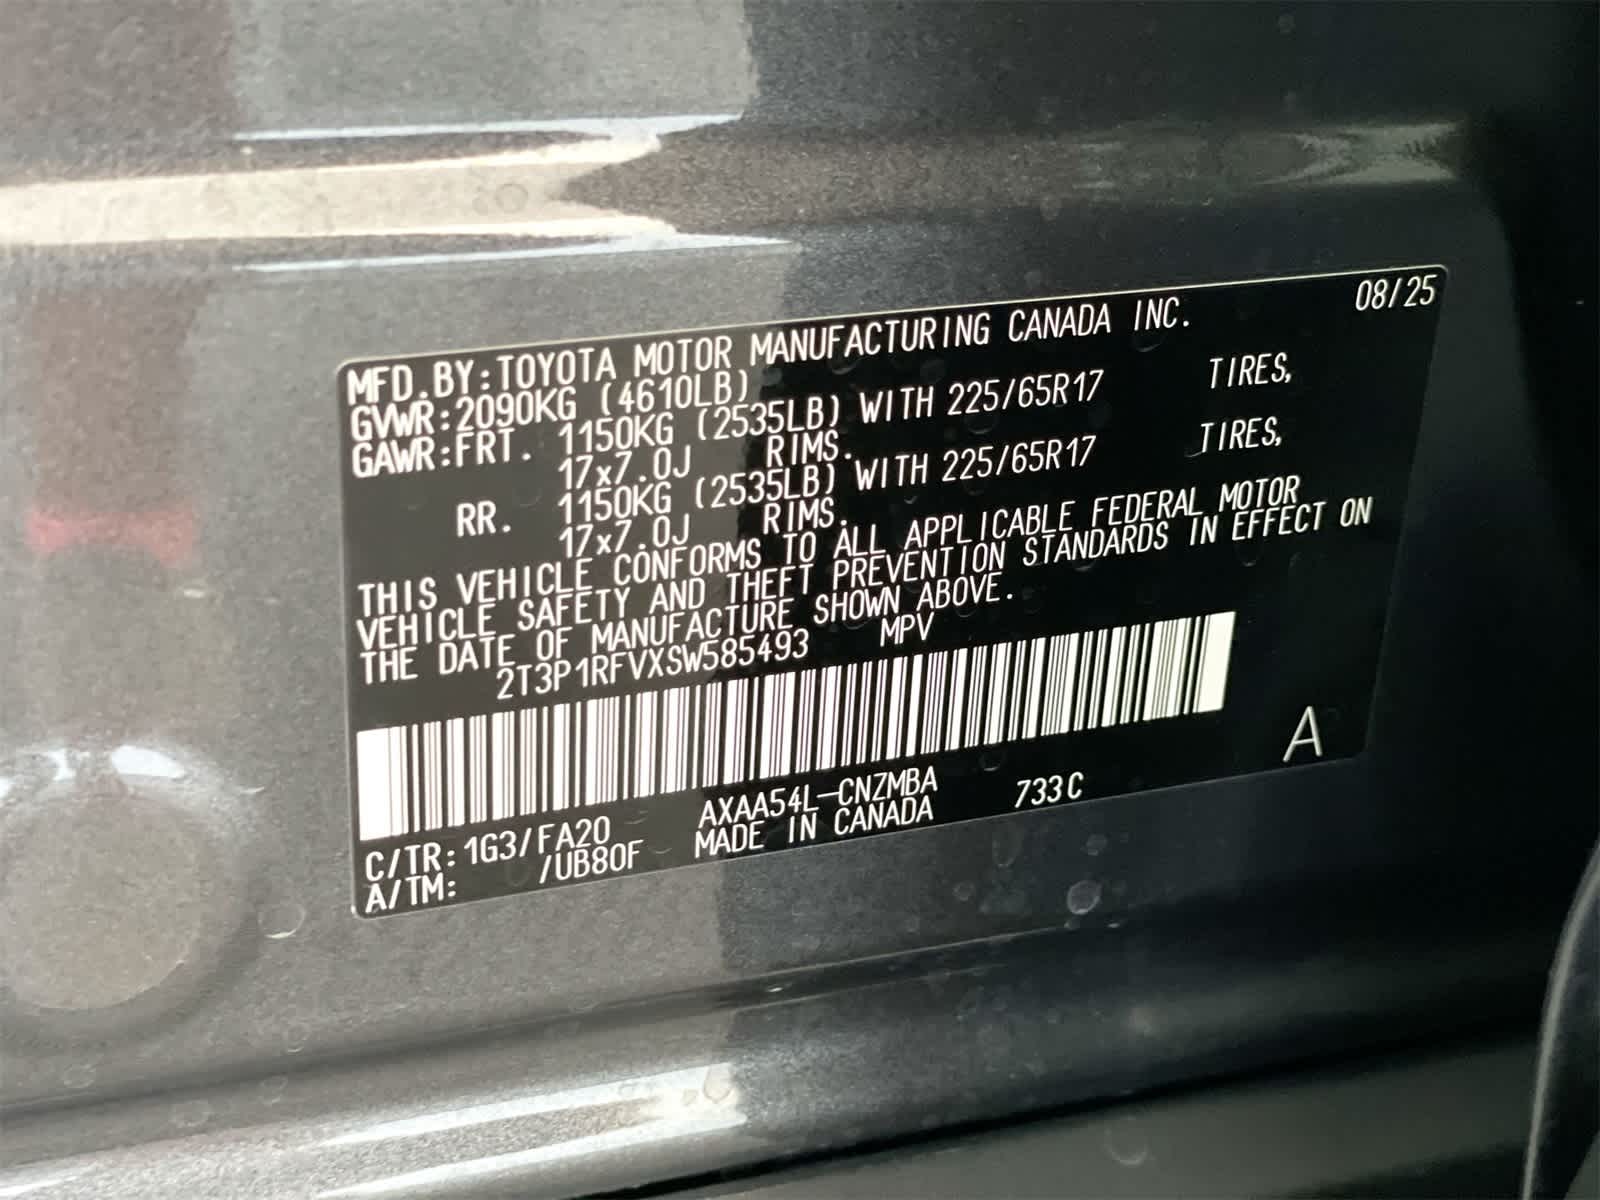 08/25
MFD.BY:TOYOTA MOTOR MANUFACTURING CANADA INC.
GVWR:2090KG (4610LB)
GAWR:FRT. 1150KG (2535LB) WITH 225/65R17 TIRES,
17x7.0J RIMS.
RR. 1150KG (2535LB) WITH 225/65R17 TIRES,
17x7.0J RIMS.
THIS VEHICLE CONFORMS TO ALL APPLICABLE FEDERAL MOTOR
VEHICLE SAFETY AND THEFT PREVENTION STANDARDS IN EFFECT ON
THE DATE OF MANUFACTURE SHOWN ABOVE.
2T3P1RFVXSW585493 MPV
A
C/TR:1G3/FA20 AXAA54L-CNZMBA 733C
A/TM: /UB80F MADE IN CANADA